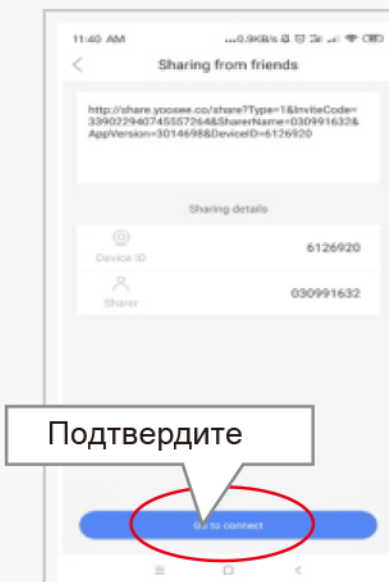 11:40 AM ...0.9KB/s
Sharing from friends
http://share.yoosee.co/share?Type=1&InviteCode=
339022940745557264&SharerName=030991632&
AppVersion=3014698&DeviceID=6126920
Sharing details
Device ID 6126920
Sharer 030991632
Подтвердите
Go to connect